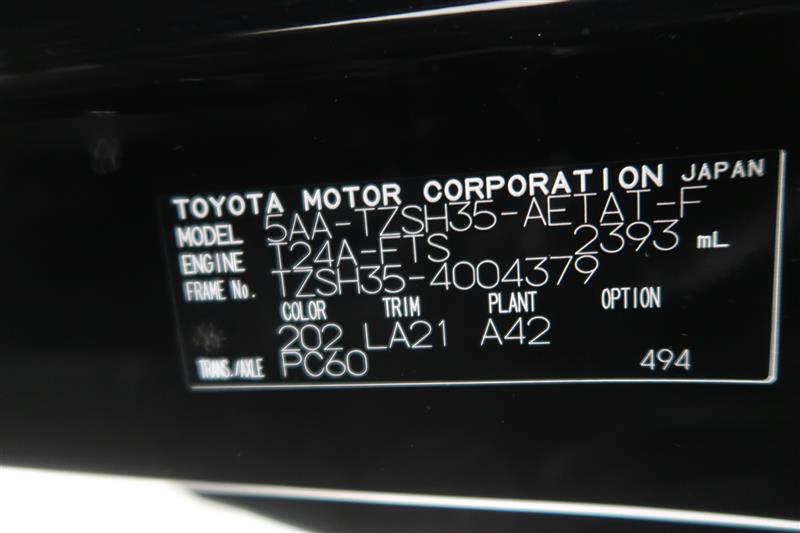 TOYOTA MOTOR CORPORATION JAPAN
MODEL 5AA-TZSH35-AETAT-F
ENGINE T24A-FTS 2393 mL
FRAME No. TZSH35-4004379
COLOR TRIM PLANT OPTION
202 LA21 A42
TRANS./AXLE PC60 494